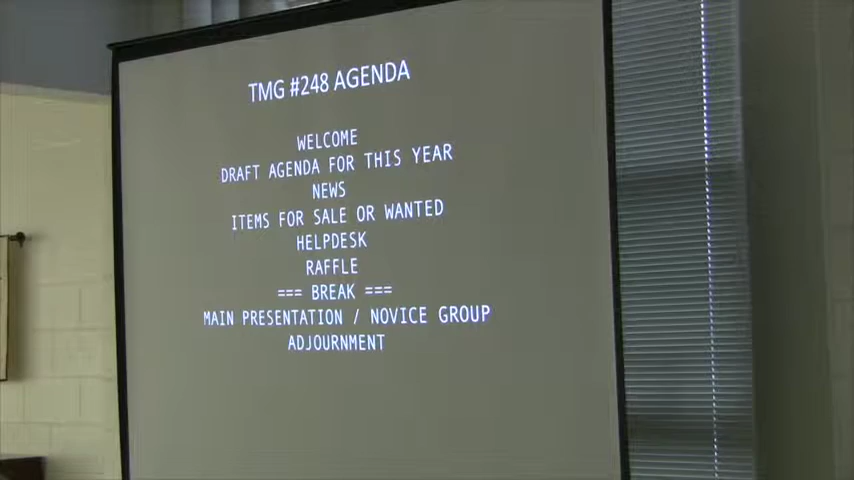 TMG #248 AGENDA
WELCOME
DRAFT AGENDA FOR THIS YEAR
NEWS
ITEMS FOR SALE OR WANTED
HELPDESK
RAFFLE
=== BREAK ===
MAIN PRESENTATION / NOVICE GROUP
ADJOURNMENT